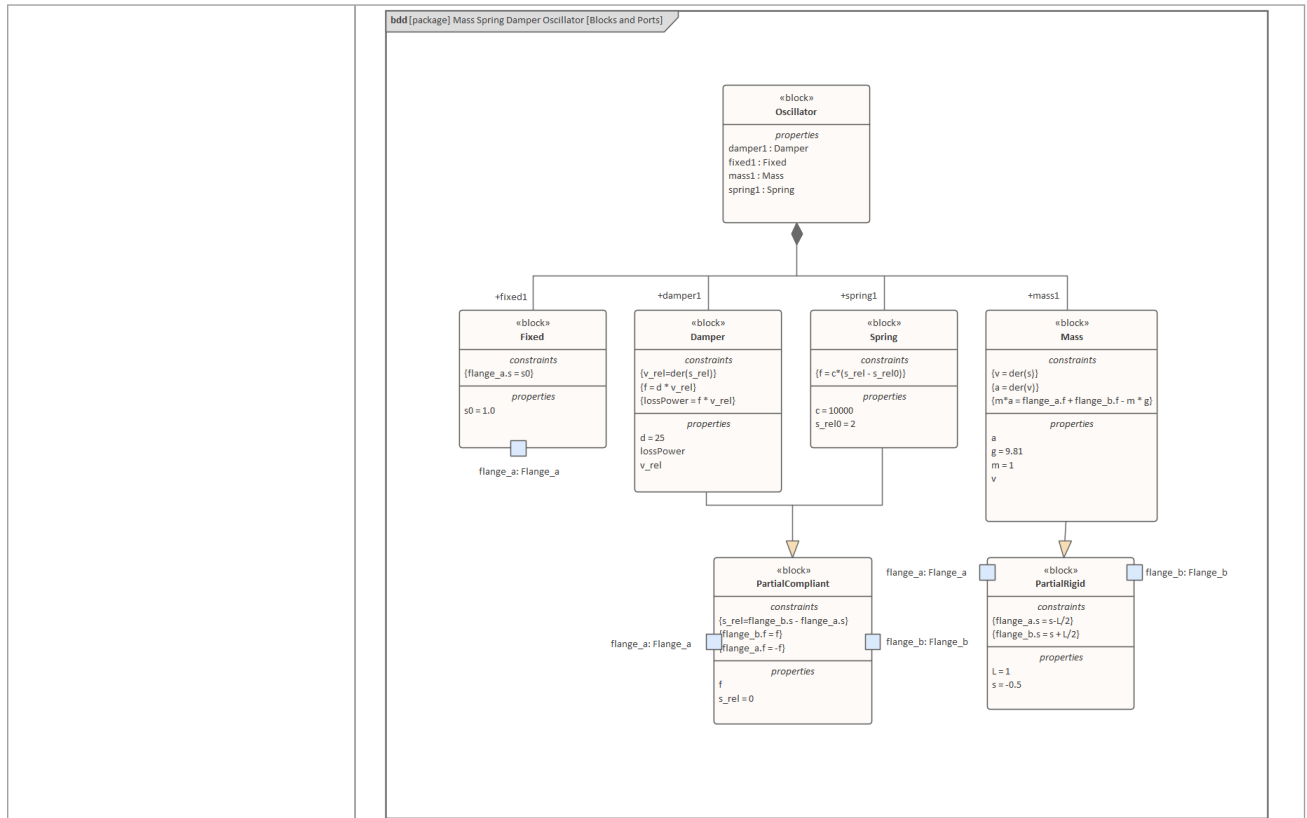 bdd [package] Mass Spring Damper Oscillator [Blocks and Ports]
«block»
Oscillator
properties
damper1 : Damper
fixed1 : Fixed
mass1 : Mass
spring1 : Spring
+fixed1
+damper1
+spring1
+mass1
«block»
Fixed
constraints
{flange_a.s = s0}
properties
s0 = 1.0
flange_a: Flange_a
«block»
Damper
constraints
{v_rel=der(s_rel)}
{f = d * v_rel}
{lossPower = f * v_rel}
properties
d = 25
lossPower
v_rel
«block»
Spring
constraints
{f = c*(s_rel - s_rel0)}
properties
c = 10000
s_rel0 = 2
«block»
Mass
constraints
{v = der(s)}
{a = der(v)}
{m*a = flange_a.f + flange_b.f - m * g}
properties
a
g = 9.81
m = 1
v
«block»
PartialCompliant
constraints
{s_rel=flange_b.s - flange_a.s}
{flange_b.f = f}
{flange_a.f = -f}
properties
f
s_rel = 0
flange_a: Flange_a
flange_b: Flange_b
«block»
PartialRigid
constraints
{flange_a.s = s-L/2}
{flange_b.s = s + L/2}
properties
L = 1
s = -0.5
flange_a: Flange_a
flange_b: Flange_b